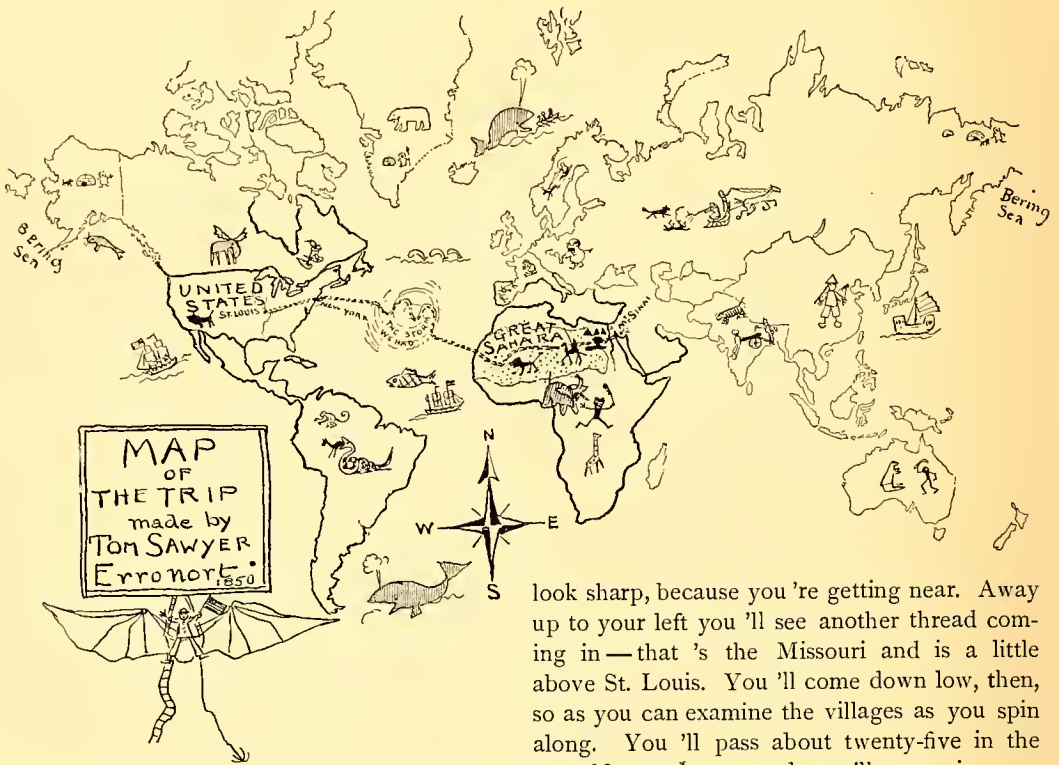 Bering
Sea
Bering
Sea
UNITED
STATES
ST. LOUIS
NEW YORK
GREAT
SAHARA
MT. SINAI
MAP
OF
THE TRIP
made by
TOM SAWYER
Erronort.
1850
N
W
E
S
look sharp, because you 're getting near. Away
up to your left you 'll see another thread com-
ing in — that 's the Missouri and is a little
above St. Louis. You 'll come down low, then,
so as you can examine the villages as you spin
along. You 'll pass about twenty-five in the